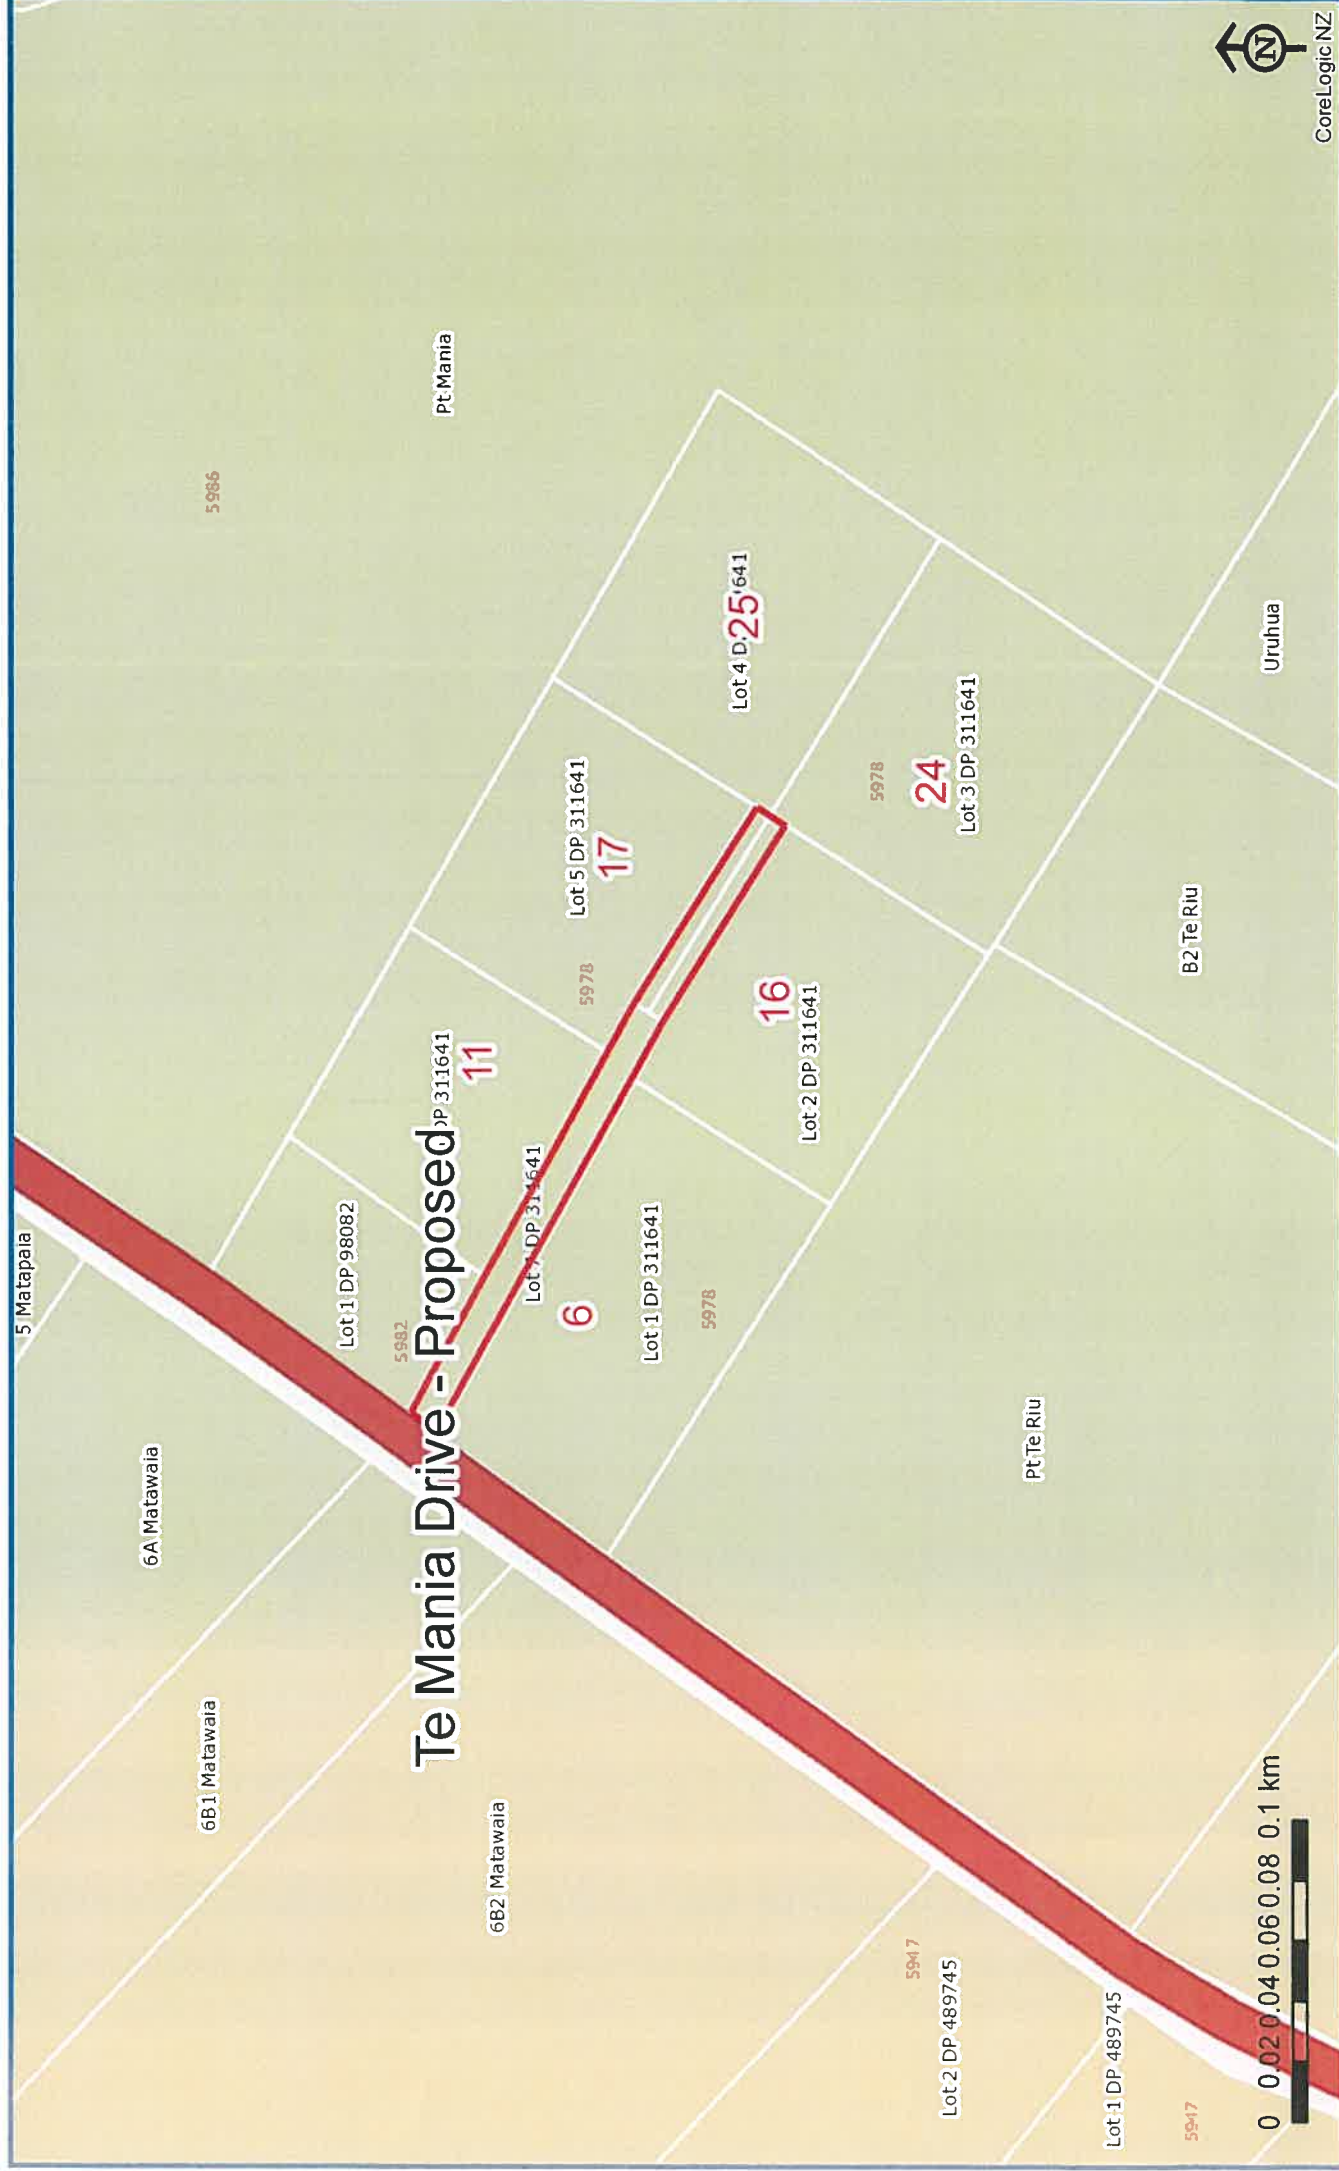 5 Matapaia
6A Matawaia
6B1 Matawaia
6B2 Matawaia
5986
Pt Mania
Lot 1 DP 98082
5982
Te Mania Drive - Proposed
DP 311641
11
Lot 7 DP 311641
6
Lot 1 DP 311641
5978
Lot 5 DP 311641
17
5978
16
Lot 2 DP 311641
Lot 4 D
25
641
5978
24
Lot 3 DP 311641
Pt Te Riu
B2 Te Riu
Uruhua
5947
Lot 2 DP 489745
Lot 1 DP 489745
5947
0 0.02 0.04 0.06 0.08 0.1 km
N
CoreLogic NZ